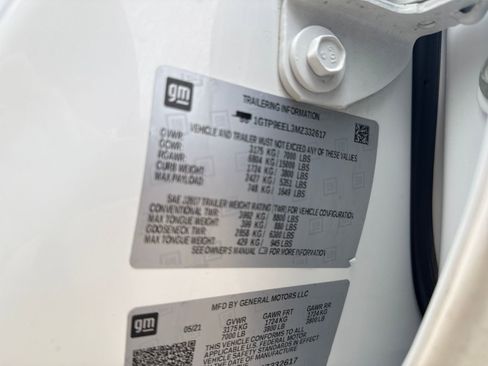 gm
TRAILERING INFORMATION
1GTP9EEL3MZ332617
VEHICLE AND TRAILER MUST NOT EXCEED ANY OF THESE VALUES
GVWR: 3175 KG/ 7000 LBS
GCWR: 6804 KG/ 15000 LBS
RGAWR: 1724 KG/ 3800 LBS
CURB WEIGHT: 2427 KG/ 5351 LBS
MAX PAYLOAD: 748 KG/ 1649 LBS
SAE J2807 TRAILER WEIGHT RATING (TWR) FOR VEHICLE CONFIGURATION
CONVENTIONAL TWR: 3992 KG / 8800 LBS
MAX TONGUE WEIGHT: 399 KG / 880 LBS
GOOSENECK TWR: 2858 KG / 6300 LBS
MAX TONGUE WEIGHT: 429 KG / 945 LBS
SEE OWNER'S MANUAL FOR MORE INFORMATION
gm
MFD BY GENERAL MOTORS LLC
05/21 GVWR GAWR FRT GAWR RR
3175 KG 1724 KG 1724 KG
7000 LB 3800 LB 3800 LB
THIS VEHICLE CONFORMS TO ALL
APPLICABLE U.S. FEDERAL MOTOR
VEHICLE SAFETY
DATE OF MANUFACTURE